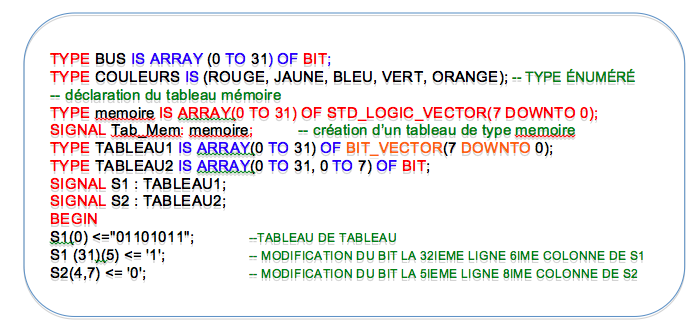 TYPE BUS IS ARRAY (0 TO 31) OF BIT;
TYPE COULEURS IS (ROUGE, JAUNE, BLEU, VERT, ORANGE); -- TYPE ÉNUMÉRÉ
-- déclaration du tableau mémoire
TYPE memoire IS ARRAY(0 TO 31) OF STD_LOGIC_VECTOR(7 DOWNTO 0);
SIGNAL Tab_Mem: memoire; -- création d'un tableau de type memoire
TYPE TABLEAU1 IS ARRAY(0 TO 31) OF BIT_VECTOR(7 DOWNTO 0);
TYPE TABLEAU2 IS ARRAY(0 TO 31, 0 TO 7) OF BIT;
SIGNAL S1 : TABLEAU1;
SIGNAL S2 : TABLEAU2;
BEGIN
S1(0) <="01101011"; --TABLEAU DE TABLEAU
S1 (31)(5) <= '1'; -- MODIFICATION DU BIT LA 32IEME LIGNE 6IME COLONNE DE S1
S2(4,7) <= '0'; -- MODIFICATION DU BIT LA 5IEME LIGNE 8IME COLONNE DE S2